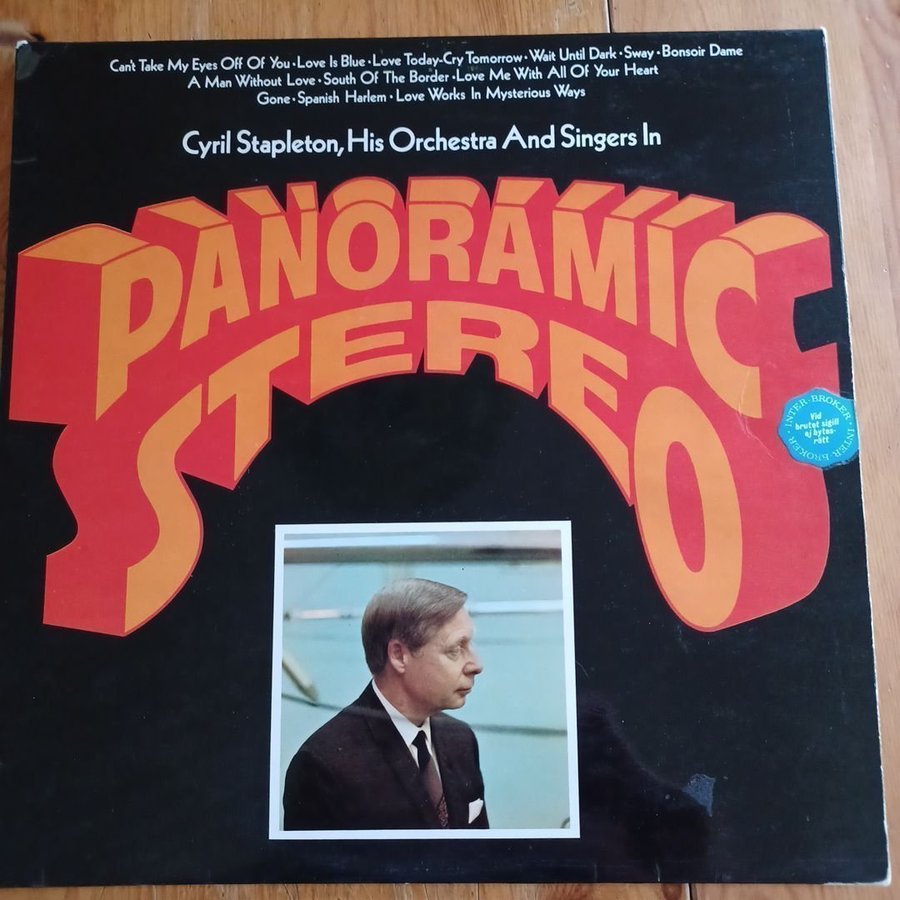 Can't Take My Eyes Off Of You · Love Is Blue · Love Today-Cry Tomorrow · Wait Until Dark · Sway · Bonsoir Dame
A Man Without Love · South Of The Border · Love Me With All Of Your Heart
Gone · Spanish Harlem · Love Works In Mysterious Ways
Cyril Stapleton, His Orchestra And Singers In
PANORAMIC
STEREO
INTER-BROKER · INTER-BROKER ·
Vid
brutet sigill
ej bytes-
rätt